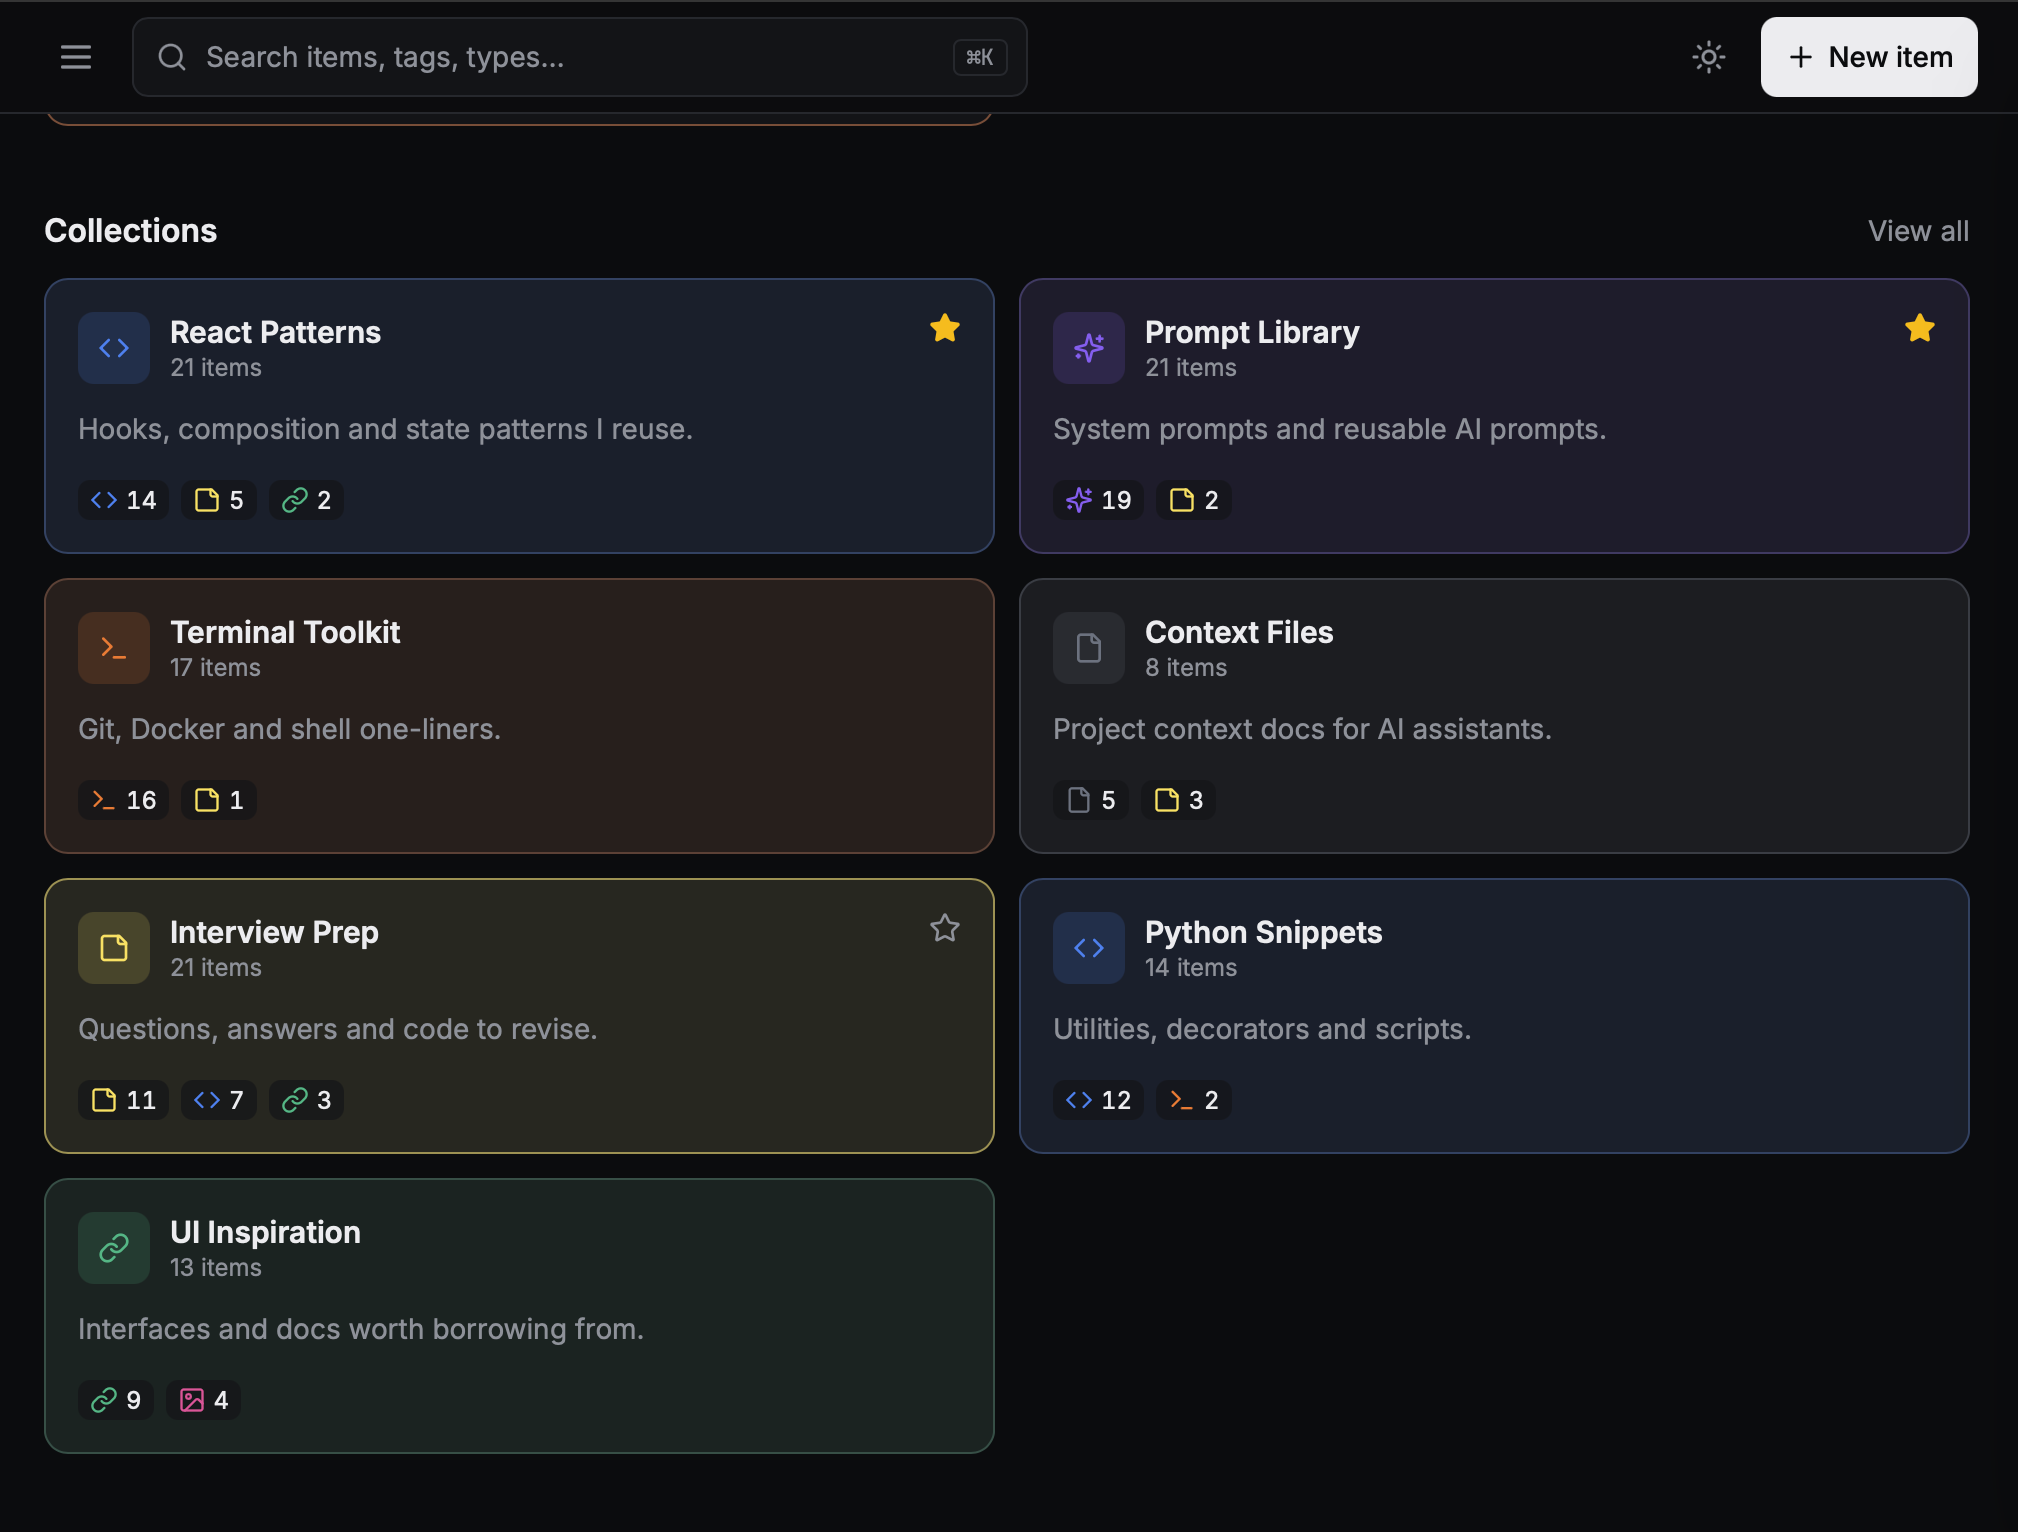 Search items, tags, types...
⌘K
New item
Collections
View all
React Patterns
21 items
Hooks, composition and state patterns I reuse.
14 5 2
Prompt Library
21 items
System prompts and reusable AI prompts.
19 2
Terminal Toolkit
17 items
Git, Docker and shell one-liners.
16 1
Context Files
8 items
Project context docs for AI assistants.
5 3
Interview Prep
21 items
Questions, answers and code to revise.
11 7 3
Python Snippets
14 items
Utilities, decorators and scripts.
12 2
UI Inspiration
13 items
Interfaces and docs worth borrowing from.
9 4